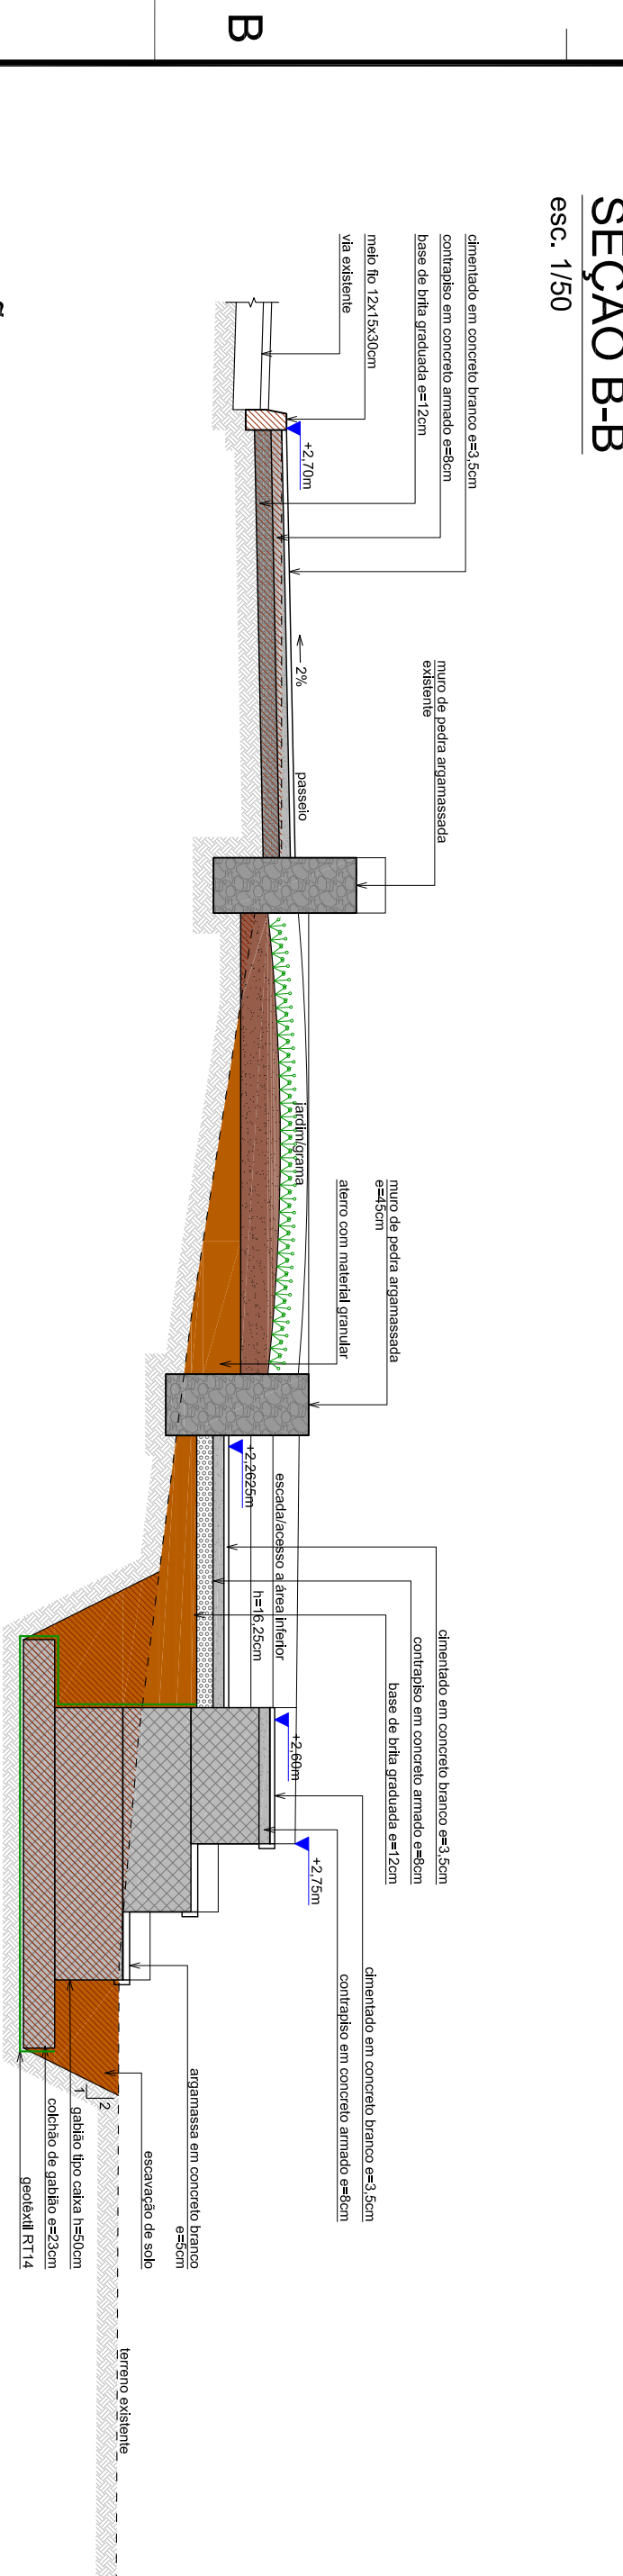 B
SEÇÃO B-B
esc. 1/50
cimentado em concreto branco e=3,5cm
contrapiso em concreto armado e=8cm
base de brita graduada e=12cm
meio fio 12x15x30cm
via existente
+2,70m
2%
passeio
muro de pedra argamassada
existente
jardim/grama
muro de pedra argamassada
e=45cm
aterro com material granular
+2,2625m
escada/acesso a área inferior
h=16,25cm
cimentado em concreto branco e=3,5cm
contrapiso em concreto armado e=8cm
base de brita graduada e=12cm
+2,60m
+2,75m
cimentado em concreto branco e=3,5cm
contrapiso em concreto armado e=8cm
argamassa em concreto branco
e=5cm
escavação de solo
2
1
gabião tipo caixa h=50cm
colchão de gabião e=23cm
geotêxtil RT14
terreno existente